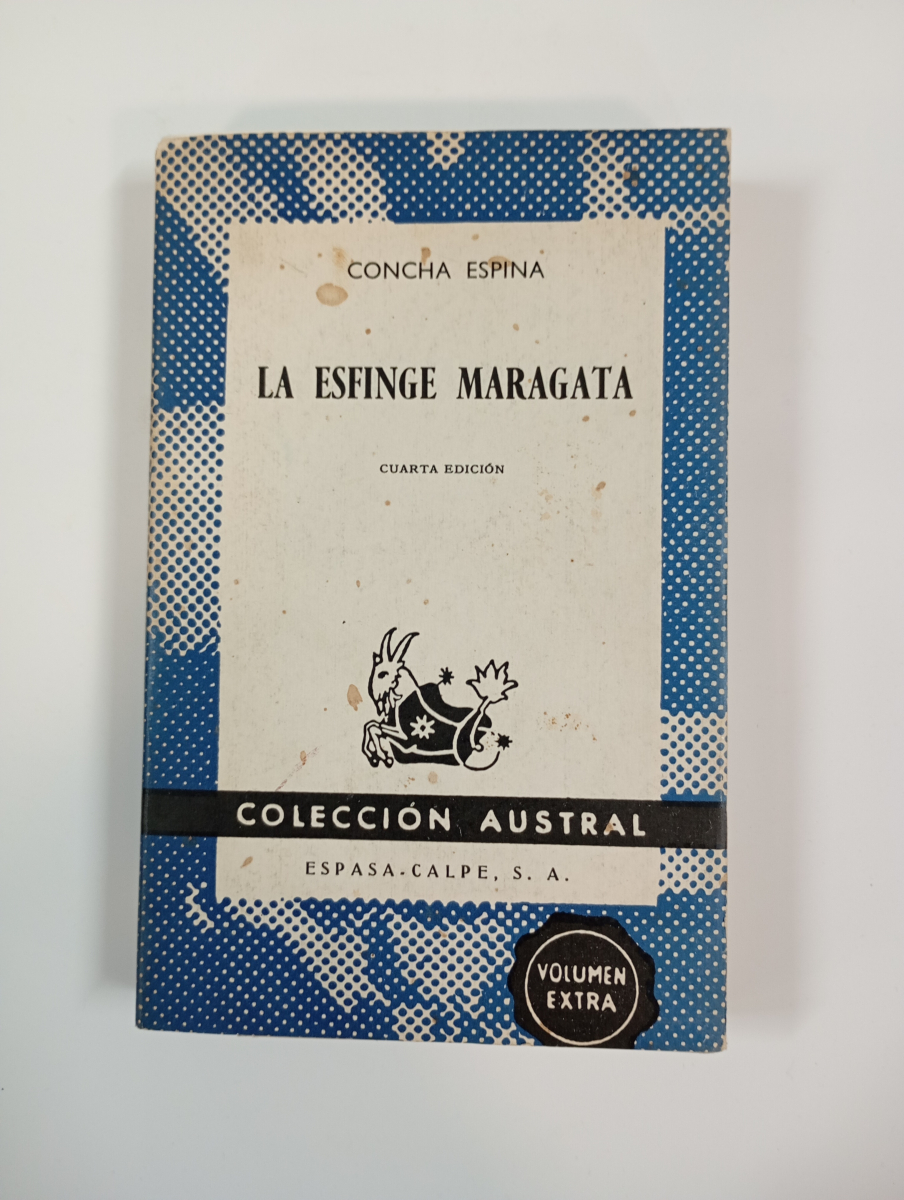 CONCHA ESPINA
LA ESFINGE MARAGATA
CUARTA EDICIÓN
COLECCIÓN AUSTRAL
ESPASA-CALPE, S. A.
VOLUMEN
EXTRA